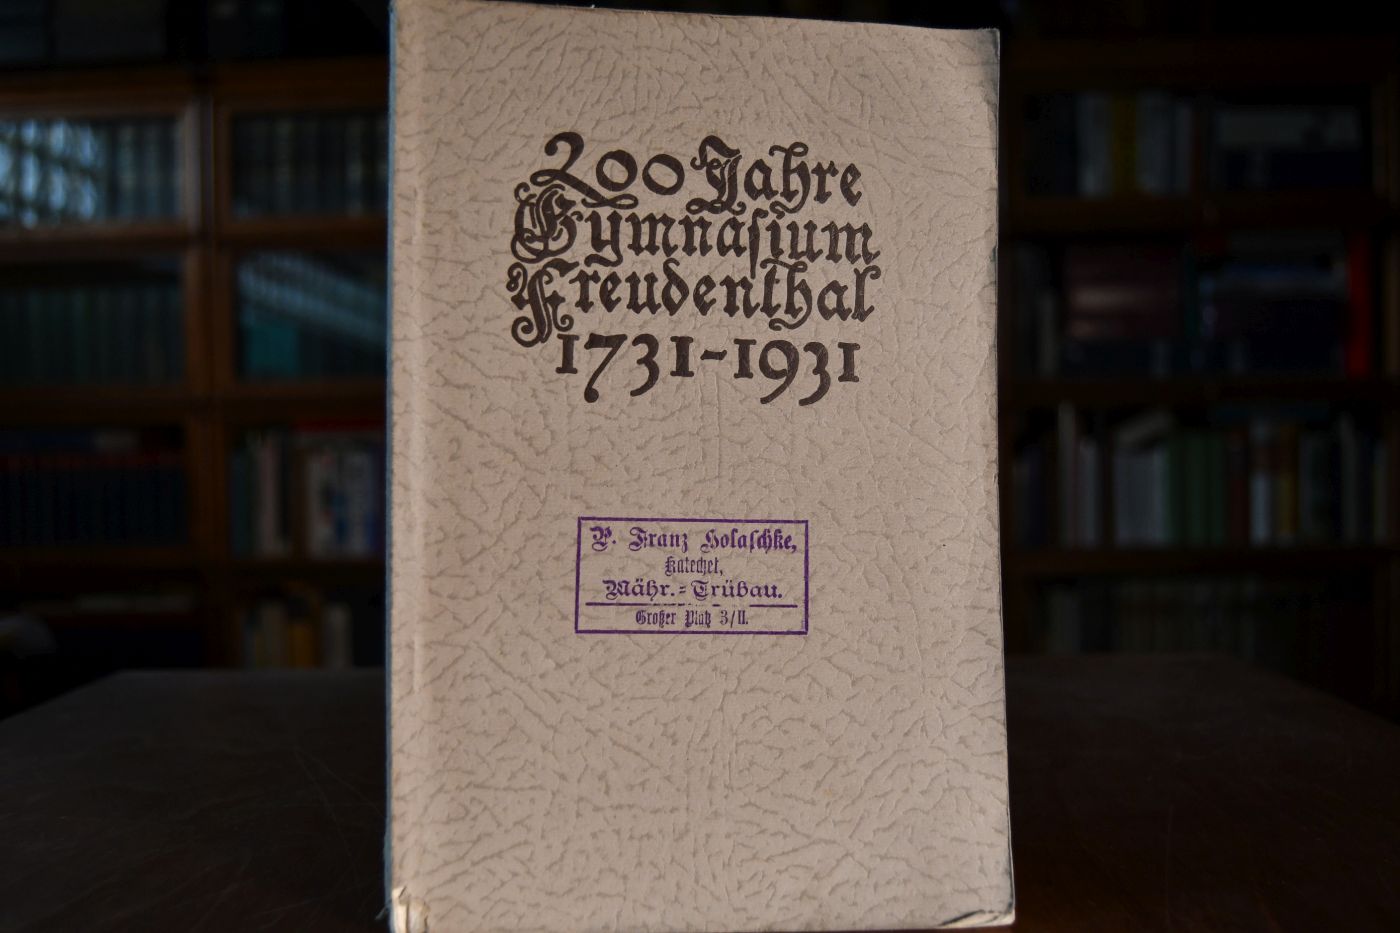 200 Jahre
Gymnasium
Freudenthal
1731-1931
P. Franz Holaschke,
Katechet,
Mähr.-Trübau.
Großer Platz 3/II.